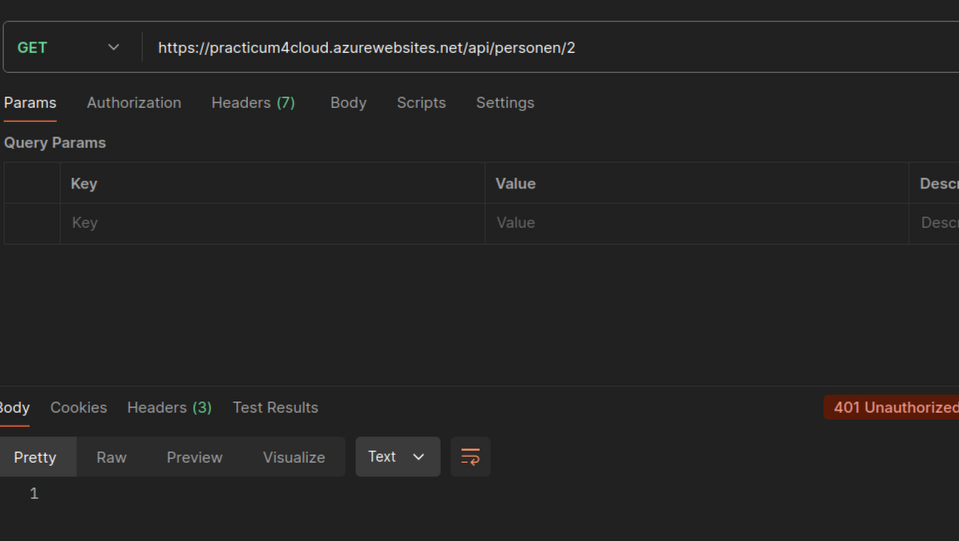 GET https://practicum4cloud.azurewebsites.net/api/personen/2
Params Authorization Headers (7) Body Scripts Settings
Query Params
Key Value Descr
Key Value Descr
Body Cookies Headers (3) Test Results 401 Unauthorized
Pretty Raw Preview Visualize Text
1